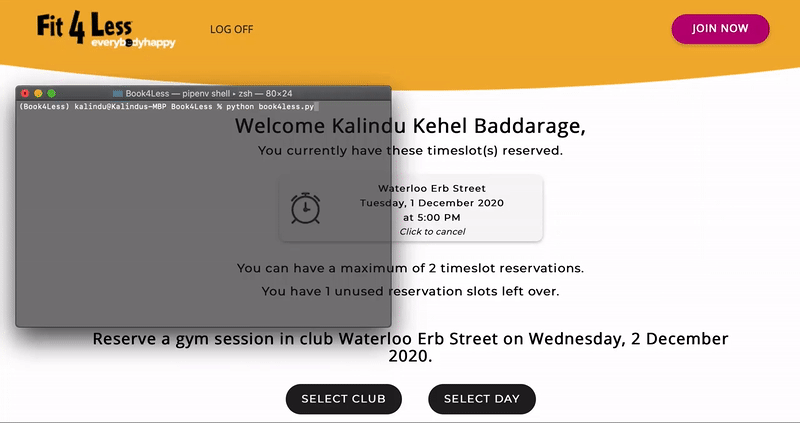 Fit 4 Less
everybodyhappy
LOG OFF
JOIN NOW
Book4Less — pipenv shell ▸ zsh — 80×24
(Book4Less) kalindu@Kalindus-MBP Book4Less % python book4less.py
Welcome Kalindu Kehel Baddarage,
You currently have these timeslot(s) reserved.
Waterloo Erb Street
Tuesday, 1 December 2020
at 5:00 PM
Click to cancel
You can have a maximum of 2 timeslot reservations.
You have 1 unused reservation slots left over.
Reserve a gym session in club Waterloo Erb Street on Wednesday, 2 December
2020.
SELECT CLUB
SELECT DAY